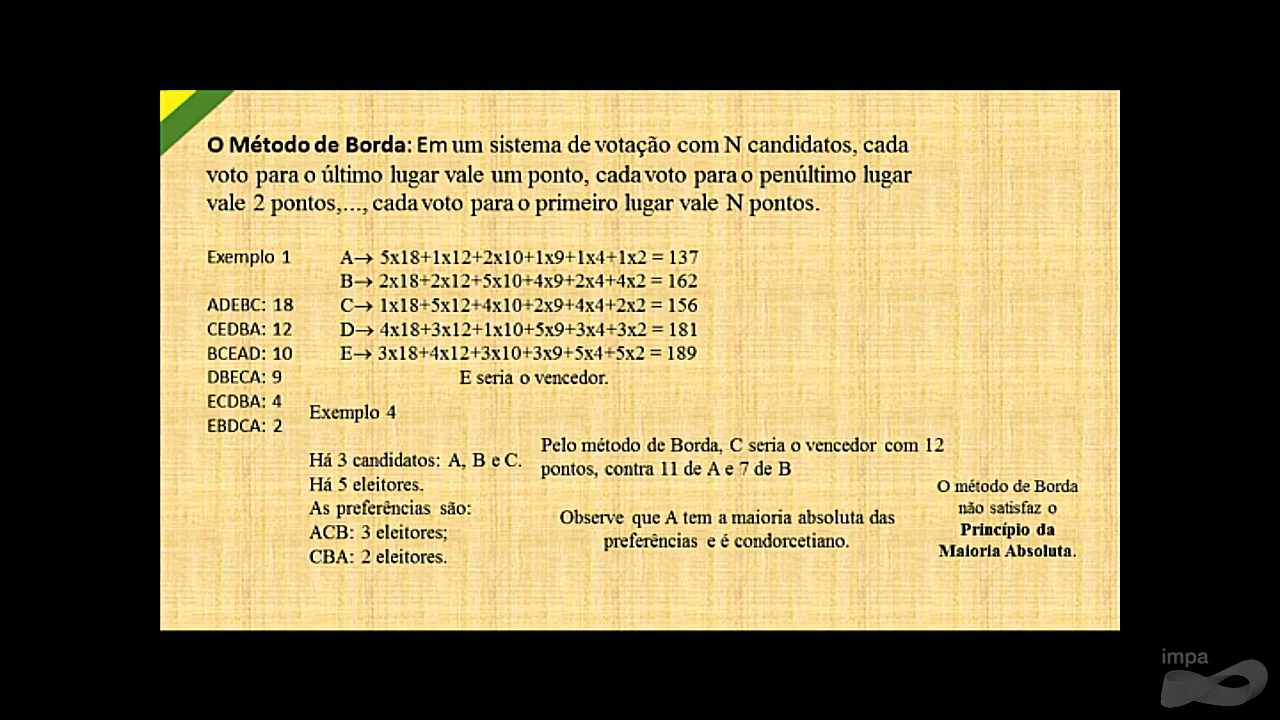 O Método de Borda: Em um sistema de votação com N candidatos, cada
voto para o último lugar vale um ponto, cada voto para o penúltimo lugar
vale 2 pontos,..., cada voto para o primeiro lugar vale N pontos.
Exemplo 1
A→ 5x18+1x12+2x10+1x9+1x4+1x2 = 137
B→ 2x18+2x12+5x10+4x9+2x4+4x2 = 162
ADEBC: 18
C→ 1x18+5x12+4x10+2x9+4x4+2x2 = 156
CEDBA: 12
D→ 4x18+3x12+1x10+5x9+3x4+3x2 = 181
BCEAD: 10
E→ 3x18+4x12+3x10+3x9+5x4+5x2 = 189
DBECA: 9
E seria o vencedor.
ECDBA: 4
EBDCA: 2
Exemplo 4
Há 3 candidatos: A, B e C.
Há 5 eleitores.
As preferências são:
ACB: 3 eleitores;
CBA: 2 eleitores.
Pelo método de Borda, C seria o vencedor com 12
pontos, contra 11 de A e 7 de B
Observe que A tem a maioria absoluta das
preferências e é condorcetiano.
O método de Borda
não satisfaz o
Princípio da
Maioria Absoluta.
impa